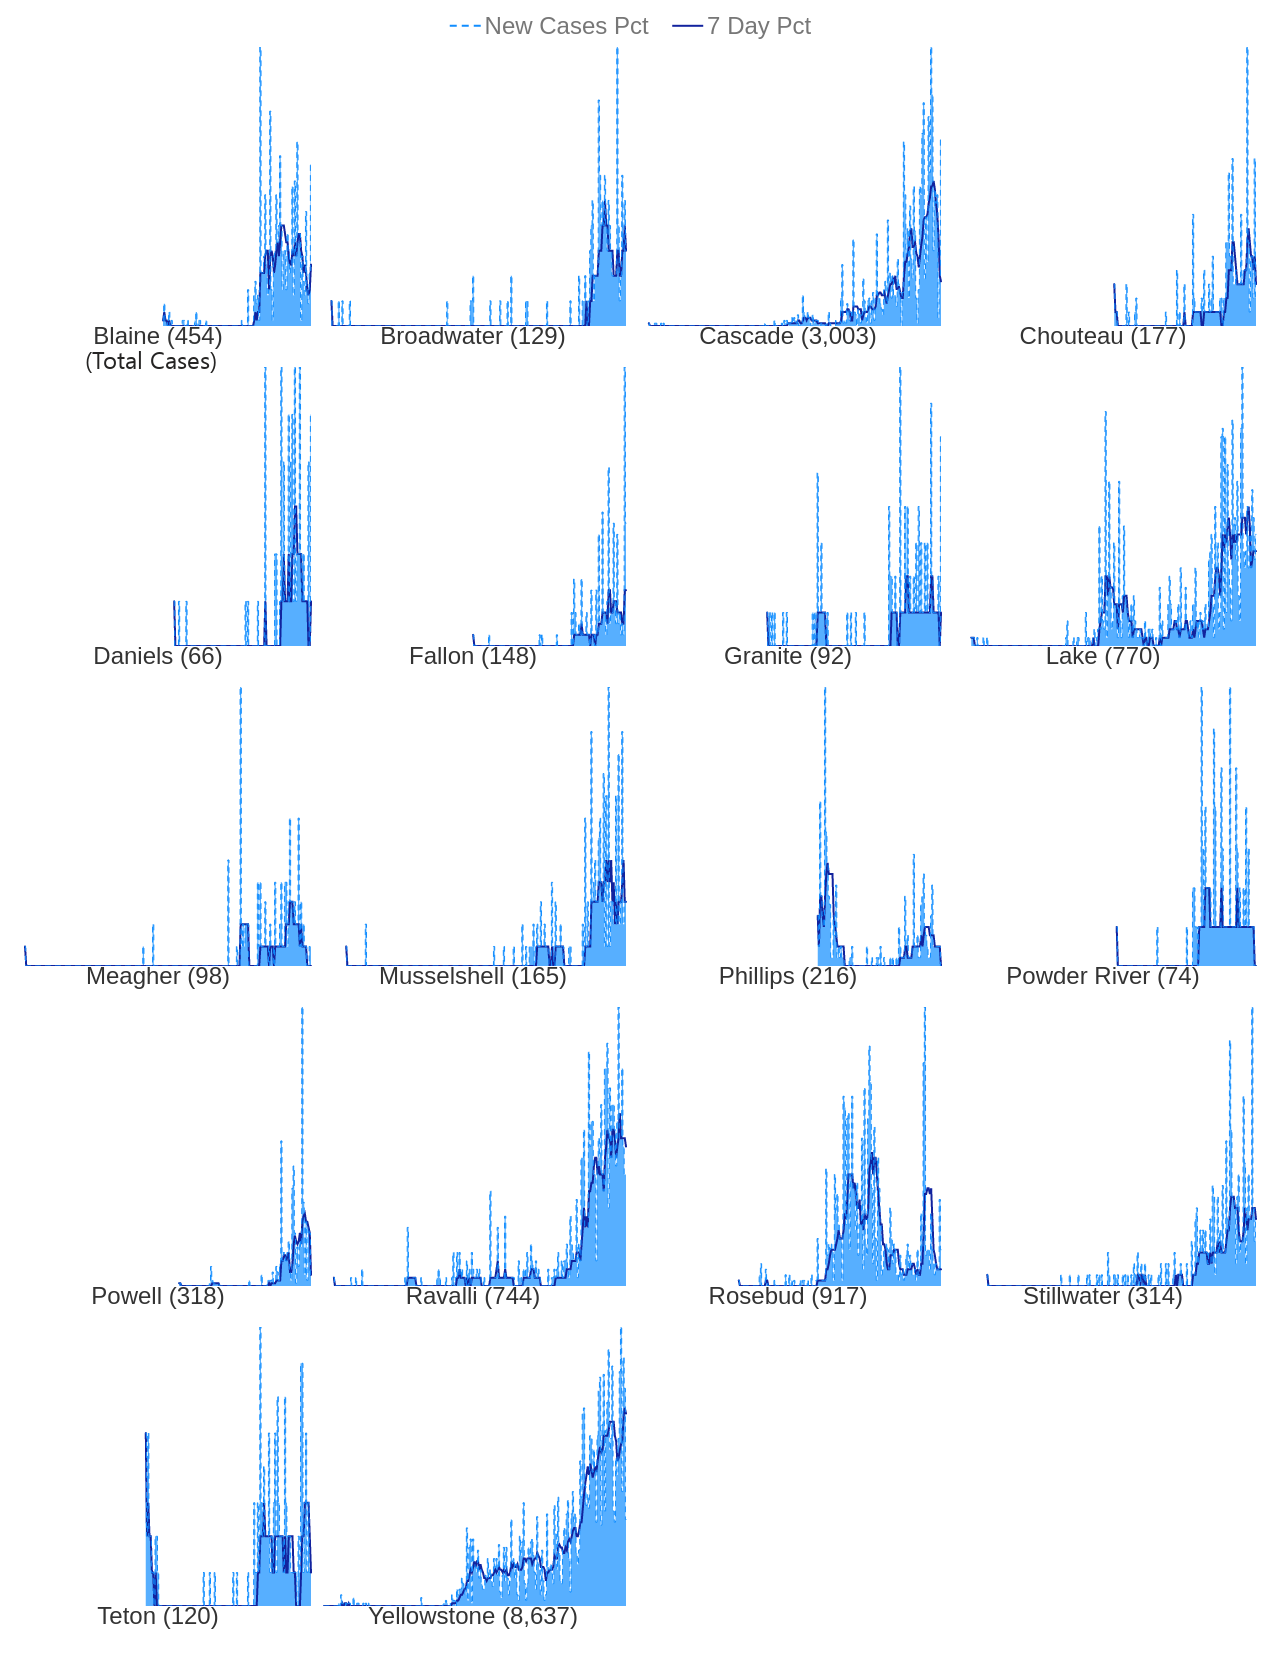 New Cases Pct 7 Day Pct
Blaine (454) Broadwater (129) Cascade (3,003) Chouteau (177)
(Total Cases)
Daniels (66) Fallon (148) Granite (92) Lake (770)
Meagher (98) Musselshell (165) Phillips (216) Powder River (74)
Powell (318) Ravalli (744) Rosebud (917) Stillwater (314)
Teton (120) Yellowstone (8,637)